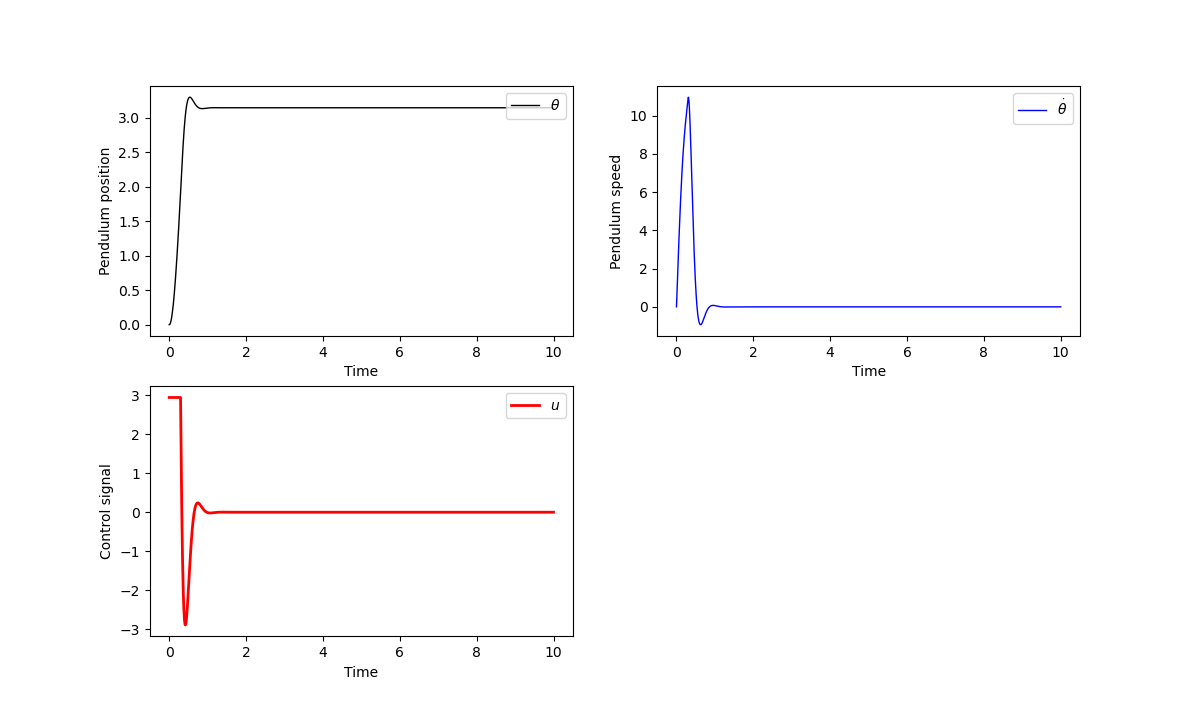 Pendulum position
3.0
2.5
2.0
1.5
1.0
0.5
0.0
θ
0 2 4 6 8 10
Time
Pendulum speed
10
8
6
4
2
0
θ̇
0 2 4 6 8 10
Time
Control signal
3
2
1
0
−1
−2
−3
u
0 2 4 6 8 10
Time